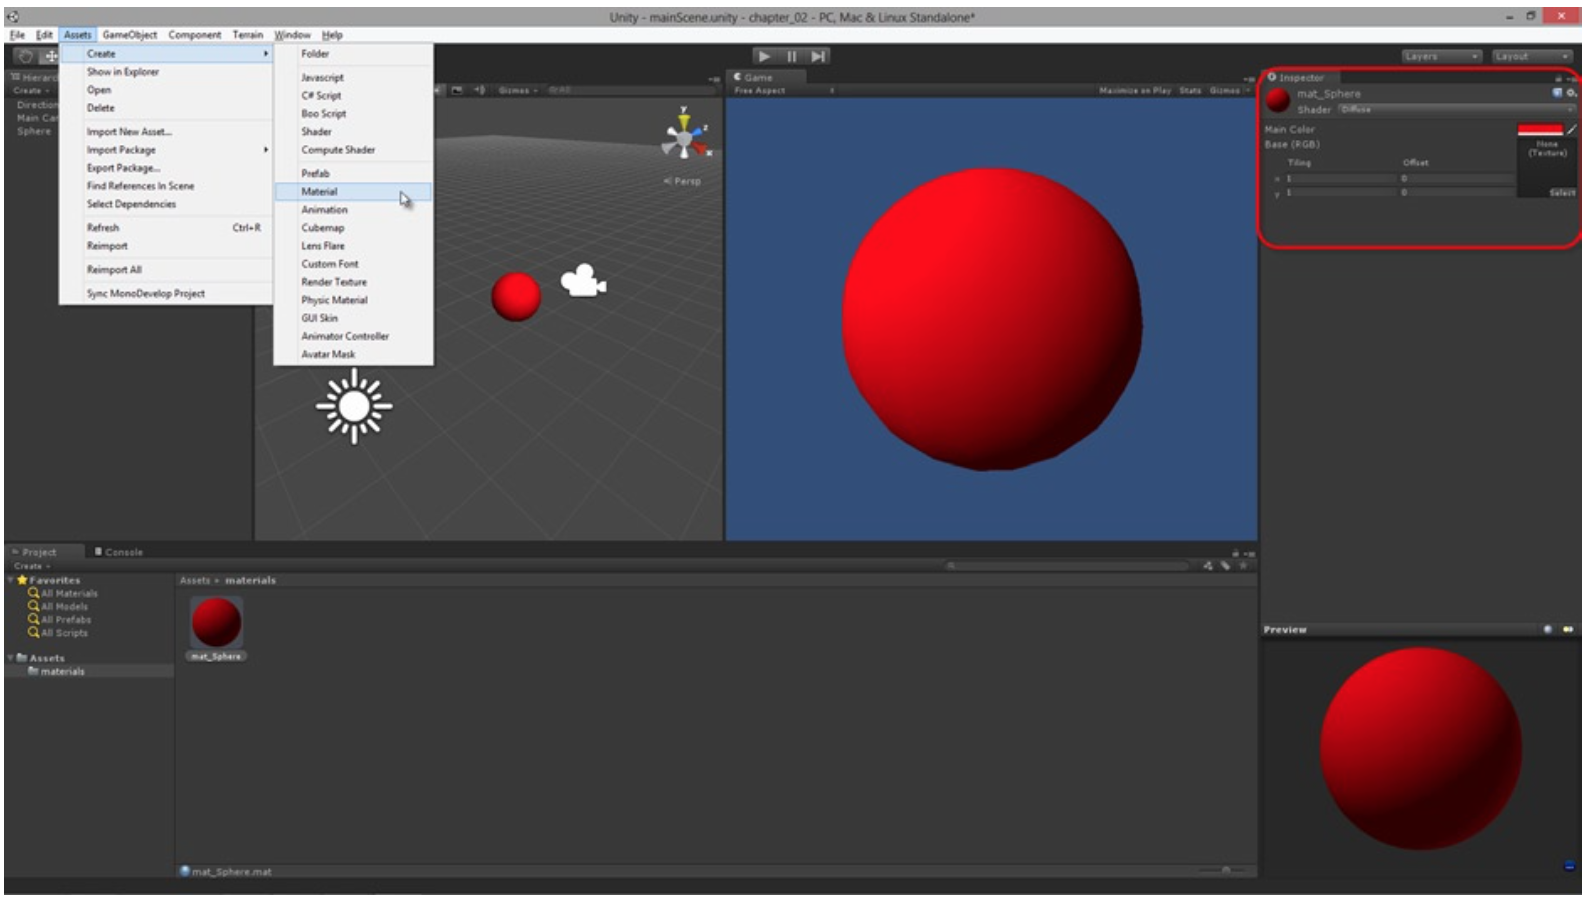 Unity - mainScene.unity - chapter_02 - PC, Mac & Linux Standalone*
File Edit Assets GameObject Component Terrain Window Help
Create
Show in Explorer
Open
Delete
Import New Asset...
Import Package
Export Package...
Find References In Scene
Select Dependencies
Refresh Ctrl+R
Reimport
Reimport All
Sync MonoDevelop Project
Folder
Javascript
C# Script
Boo Script
Shader
Compute Shader
Prefab
Material
Animation
Cubemap
Lens Flare
Custom Font
Render Texture
Physic Material
GUI Skin
Animator Controller
Avatar Mask
Layers Layout
Hierarc
Create
Direction
Main Car
Sphere
Gizmos All
y
z
x
Persp
Game
Free Aspect Maximize on Play Stats Gizmos
Inspector
mat_Sphere
Shader Diffuse
Main Color
Base (RGB)
None
(Texture)
Tiling Offset
x 1 0
y 1 0
Select
Project Console
Create
Favorites
All Materials
All Models
All Prefabs
All Scripts
Assets
materials
Assets materials
mat_Sphere
mat_Sphere.mat
Preview